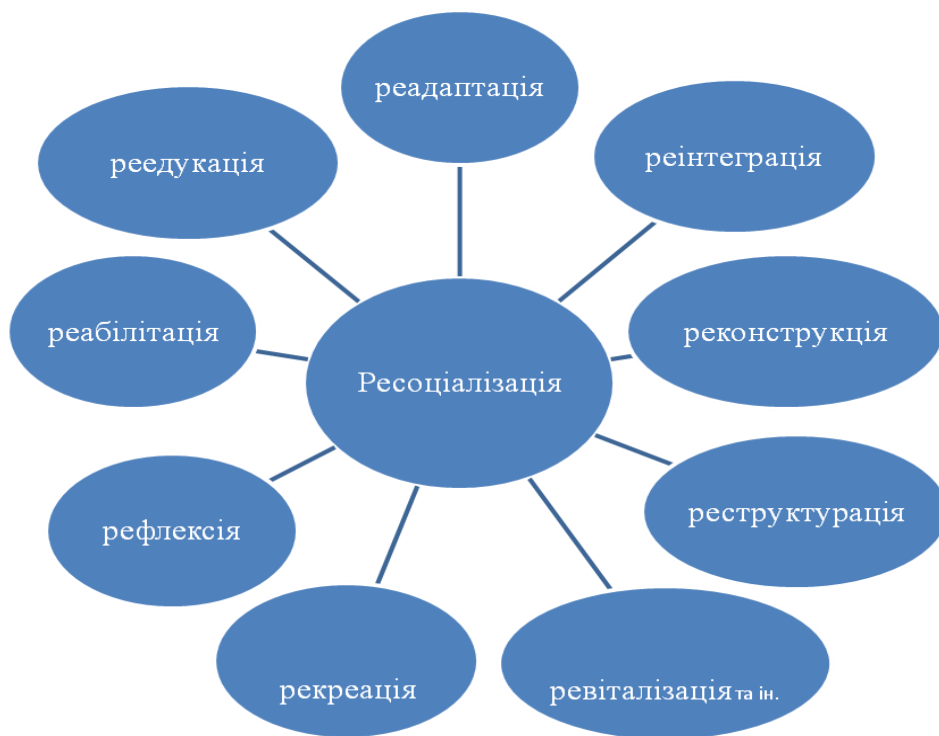 реадаптація
реедукація
реінтеграція
реабілітація
реконструкція
Ресоціалізація
реструктурація
рефлексія
рекреація
ревіталізація та ін.